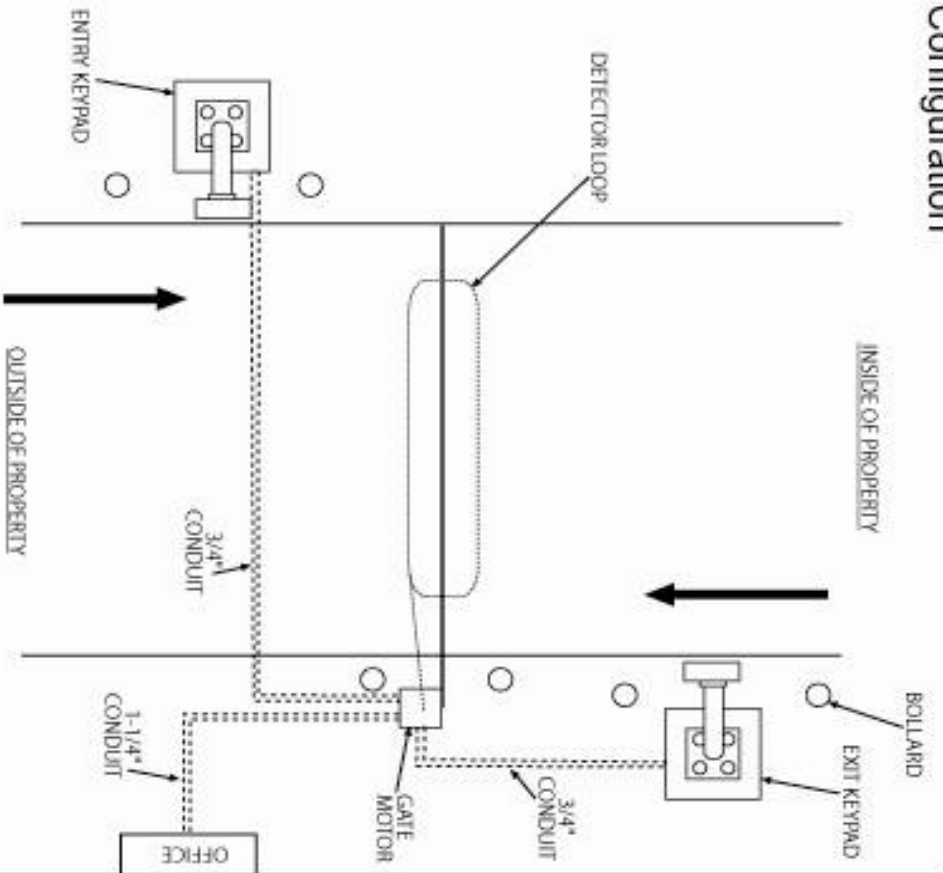 Configuration
ENTRY KEYPAD
DETECTOR LOOP
INSIDE OF PROPERTY
OUTSIDE OF PROPERTY
3/4"
CONDUIT
BOLLARD
EXIT KEYPAD
1-1/4"
CONDUIT
GATE
MOTOR
3/4"
CONDUIT
OFFICE